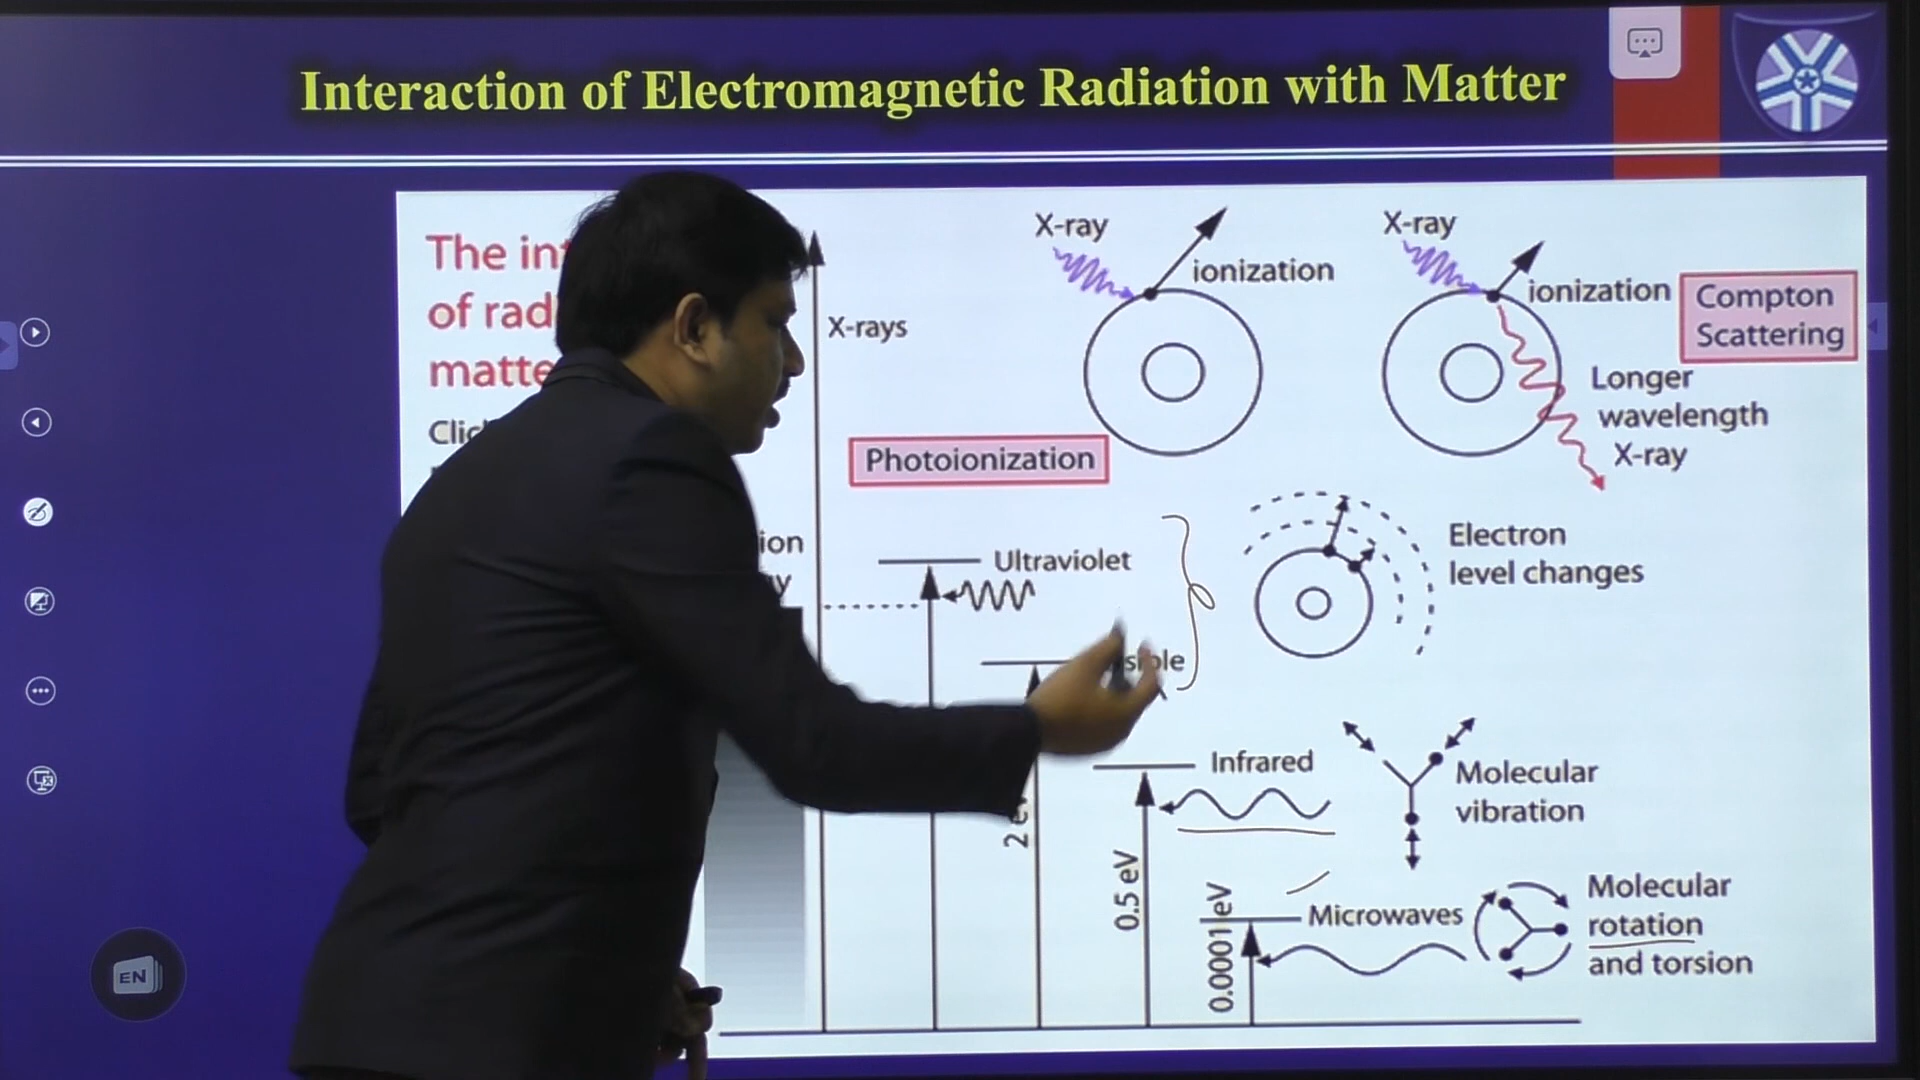 Interaction of Electromagnetic Radiation with Matter
The
of rad
matte
X-rays
X-ray
ionization
X-ray
ionization
Compton
Scattering
Longer
wavelength
X-ray
Photoionization
ion
y
Ultraviolet
Electron
level changes
sible
2 eV
Infrared
0.5 eV
Molecular
vibration
0.0001eV
Microwaves
Molecular
rotation
and torsion
EN